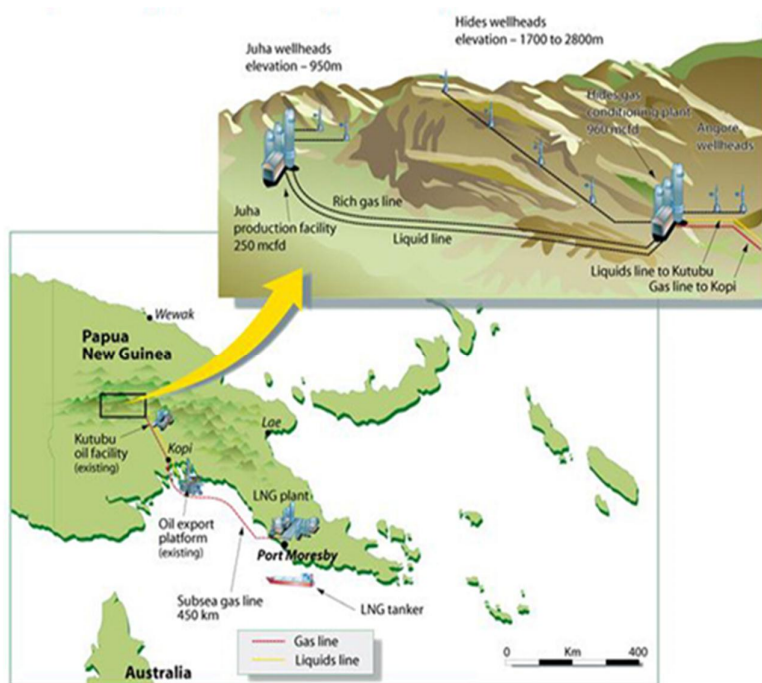 Hides wellheads
elevation – 1700 to 2800m
Juha wellheads
elevation – 950m
Hides gas
conditioning plant
960 mcfd
Angore
wellheads
Rich gas line
Liquid line
Juha
production facility
250 mcfd
Liquids line to Kutubu
Gas line to Kopi
Wewak
Papua
New Guinea
Lae
Kutubu
oil facility
(existing)
Kopi
LNG plant
Oil export
platform
(existing)
Port Moresby
Subsea gas line
450 km
LNG tanker
Gas line
Liquids line
0 Km 400
Australia